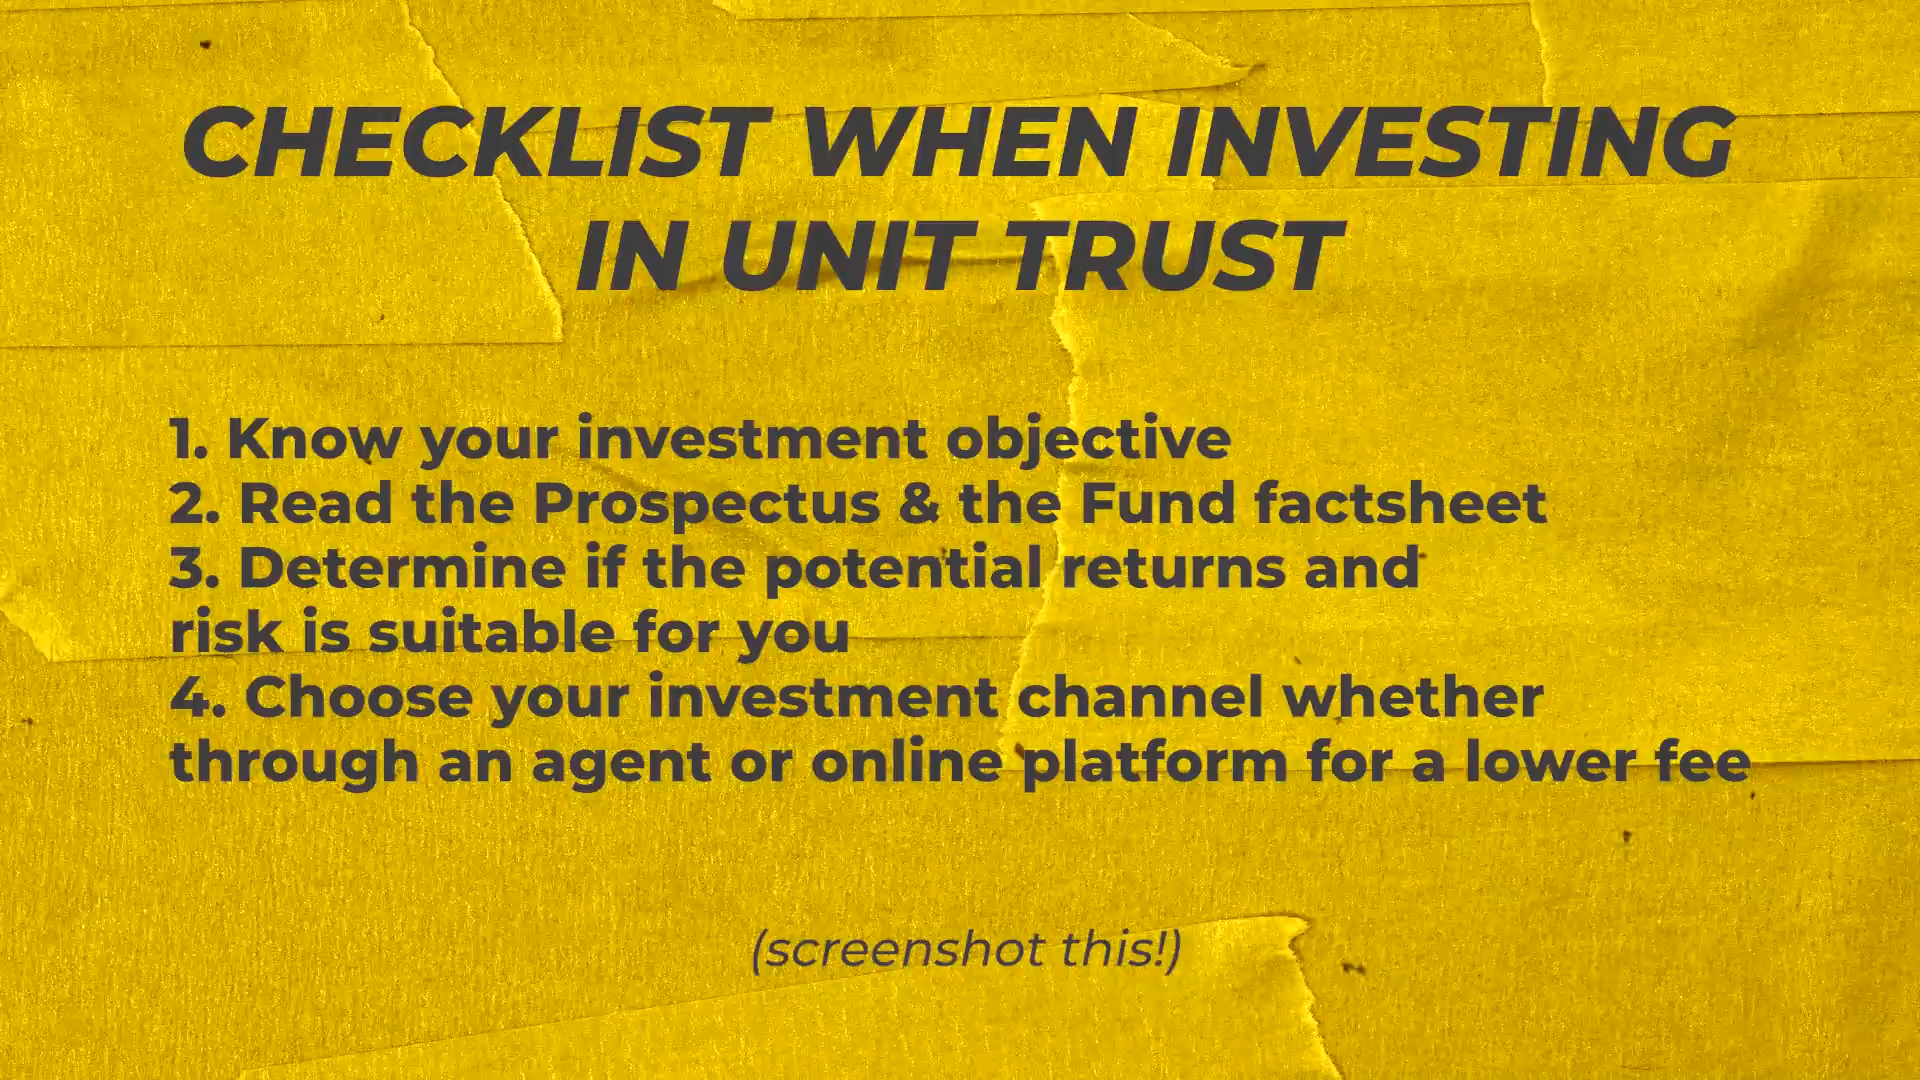 CHECKLIST WHEN INVESTING
IN UNIT TRUST
1. Know your investment objective
2. Read the Prospectus & the Fund factsheet
3. Determine if the potential returns and
risk is suitable for you
4. Choose your investment channel whether
through an agent or online platform for a lower fee
(screenshot this!)